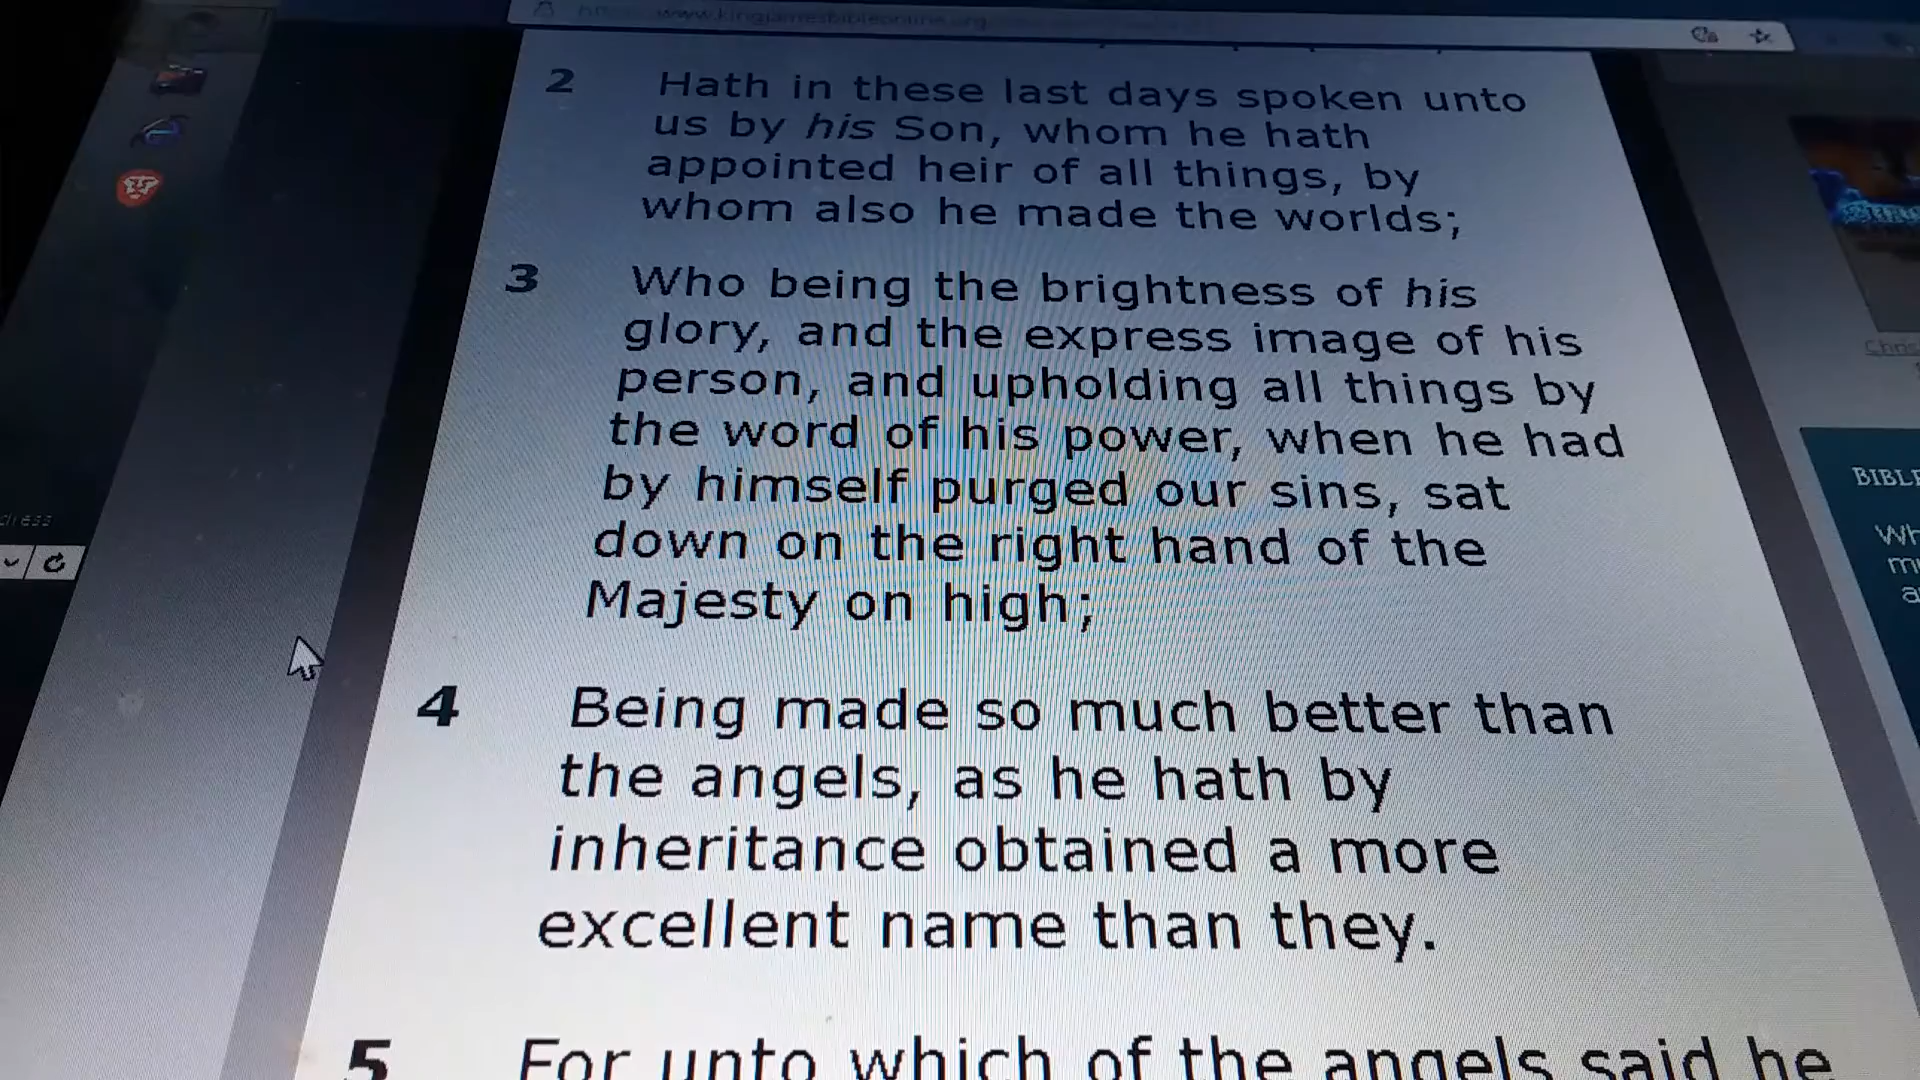 www.kingjamesbibleonline.org
2 Hath in these last days spoken unto
us by his Son, whom he hath
appointed heir of all things, by
whom also he made the worlds;
3 Who being the brightness of his
glory, and the express image of his
person, and upholding all things by
the word of his power, when he had
by himself purged our sins, sat
down on the right hand of the
Majesty on high;
4 Being made so much better than
the angels, as he hath by
inheritance obtained a more
excellent name than they.
5 For unto which of the angels said he